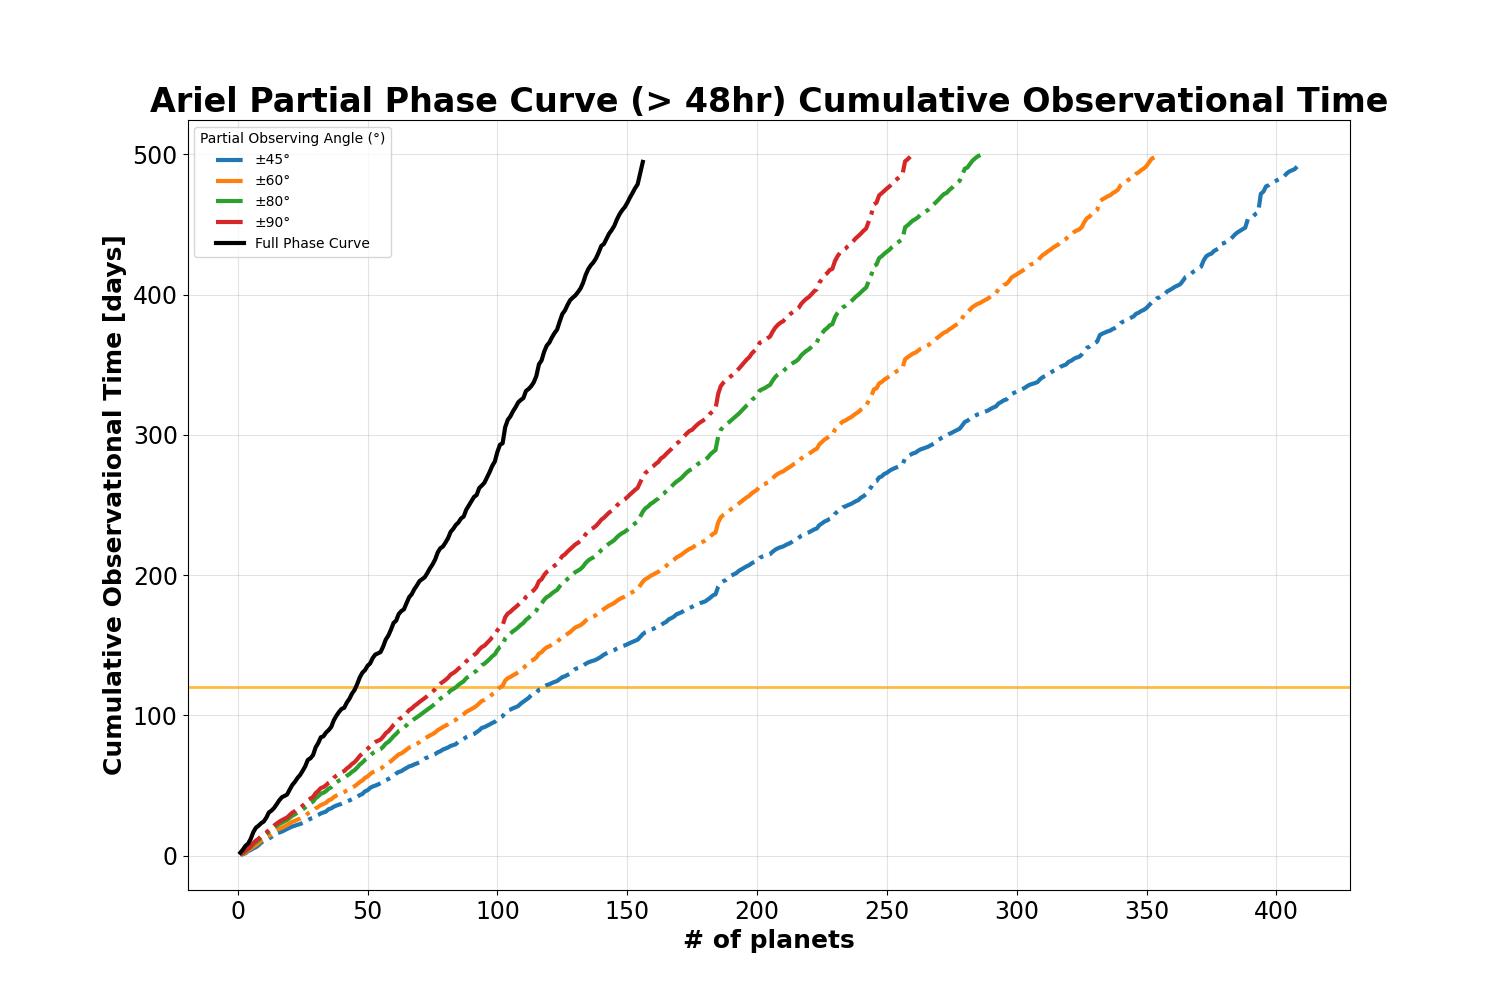 Ariel Partial Phase Curve (> 48hr) Cumulative Observational Time
Partial Observing Angle (°)
±45°
±60°
±80°
±90°
Full Phase Curve
Cumulative Observational Time [days]
500
400
300
200
100
0
0 50 100 150 200 250 300 350 400
# of planets